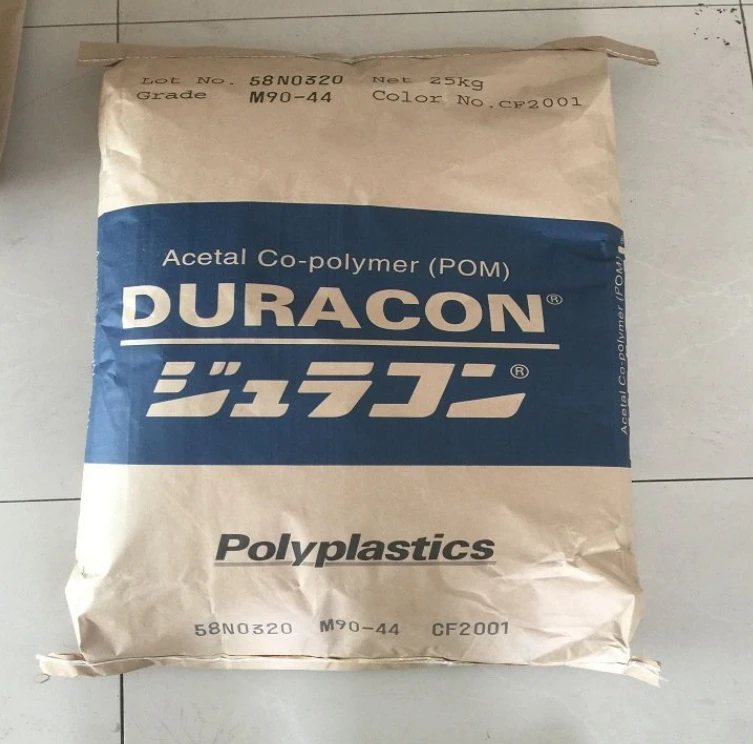 Lot No. 58N0320 Net 25kg
Grade M90-44 Color No.CF2001
Acetal Co-polymer (POM)
DURACON®
ジュラコン®
Acetal Co-polymer (POM)
Polyplastics
58N0320 M90-44 CF2001